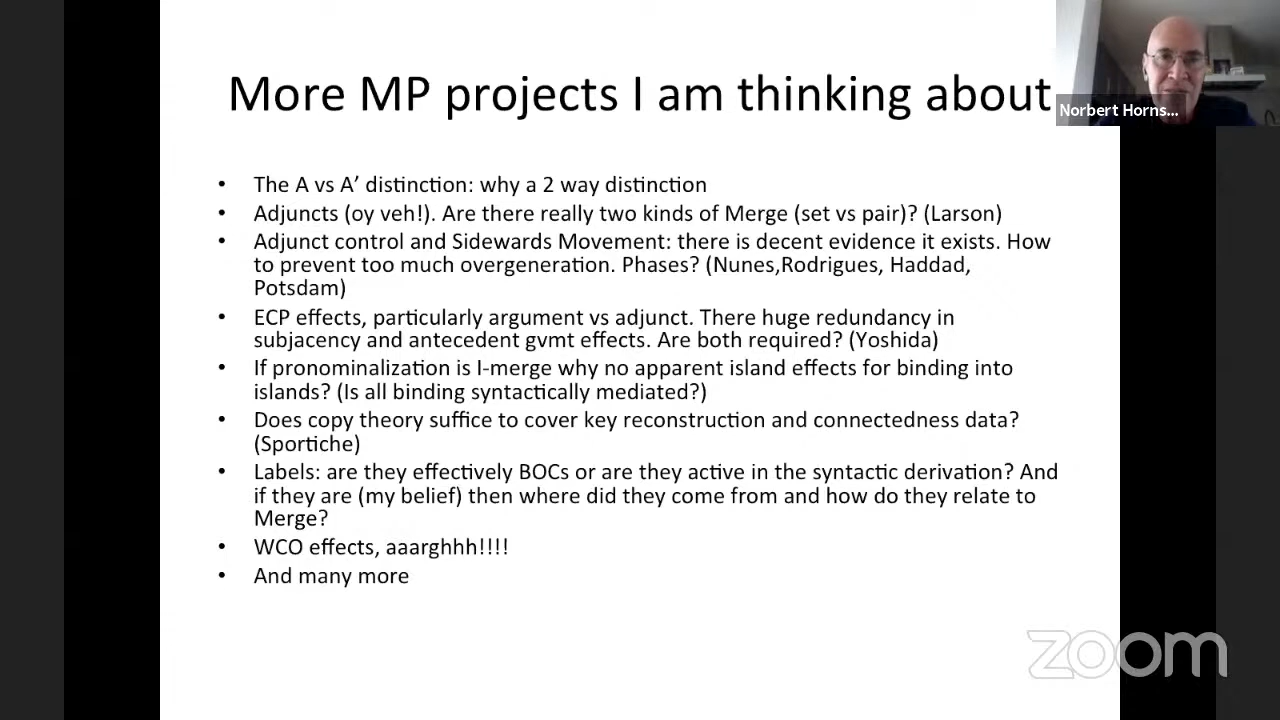 More MP projects I am thinking about
Norbert Horns...
• The A vs A’ distinction: why a 2 way distinction
• Adjuncts (oy veh!). Are there really two kinds of Merge (set vs pair)? (Larson)
• Adjunct control and Sidewards Movement: there is decent evidence it exists. How
to prevent too much overgeneration. Phases? (Nunes,Rodrigues, Haddad,
Potsdam)
• ECP effects, particularly argument vs adjunct. There huge redundancy in
subjacency and antecedent gvmt effects. Are both required? (Yoshida)
• If pronominalization is I-merge why no apparent island effects for binding into
islands? (Is all binding syntactically mediated?)
• Does copy theory suffice to cover key reconstruction and connectedness data?
(Sportiche)
• Labels: are they effectively BOCs or are they active in the syntactic derivation? And
if they are (my belief) then where did they come from and how do they relate to
Merge?
• WCO effects, aaarghhh!!!!
• And many more
zoom